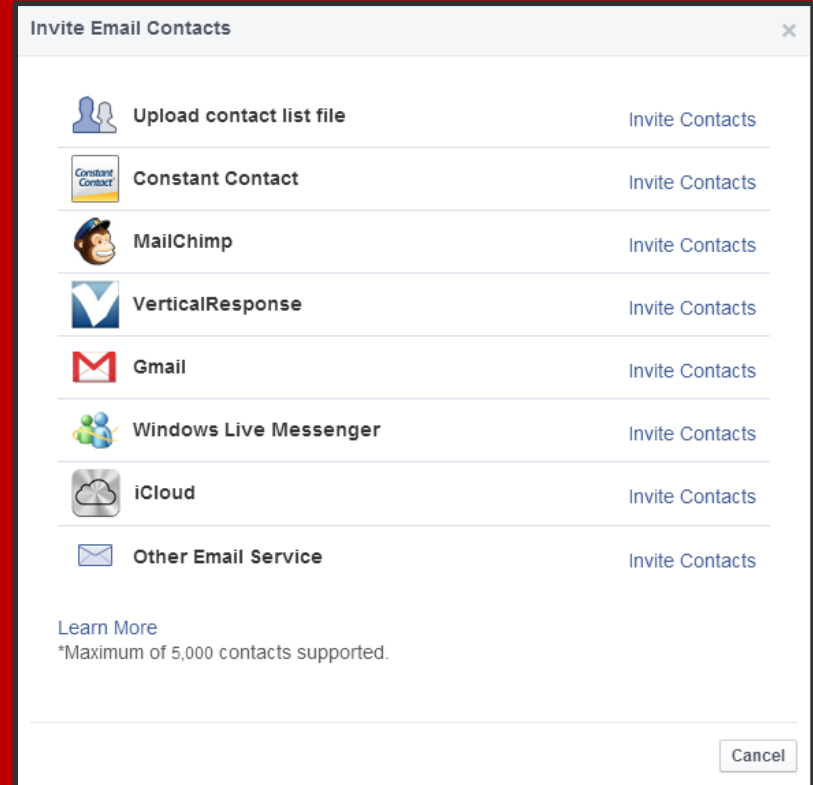 Invite Email Contacts ×
Upload contact list file Invite Contacts
Constant
Contact
Constant Contact Invite Contacts
MailChimp Invite Contacts
VerticalResponse Invite Contacts
Gmail Invite Contacts
Windows Live Messenger Invite Contacts
iCloud Invite Contacts
Other Email Service Invite Contacts
Learn More
*Maximum of 5,000 contacts supported.
Cancel